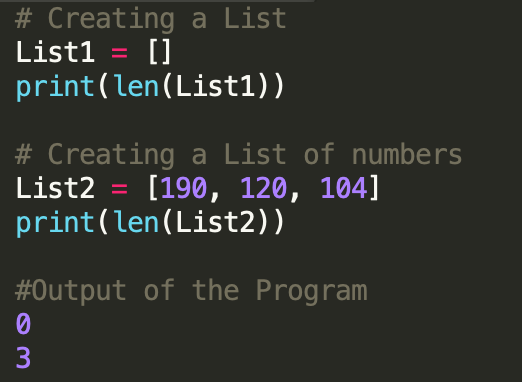 # Creating a List
List1 = []
print(len(List1))
# Creating a List of numbers
List2 = [190, 120, 104]
print(len(List2))
#Output of the Program
0
3